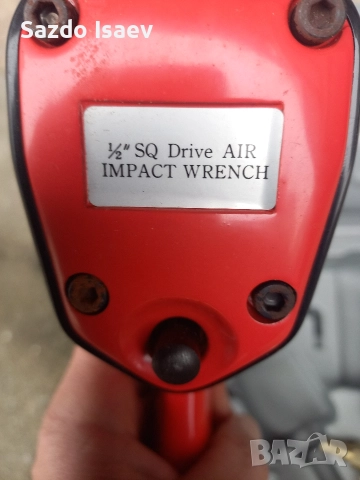 Sazdo Isaev
½" SQ Drive AIR
IMPACT WRENCH
BAZAR